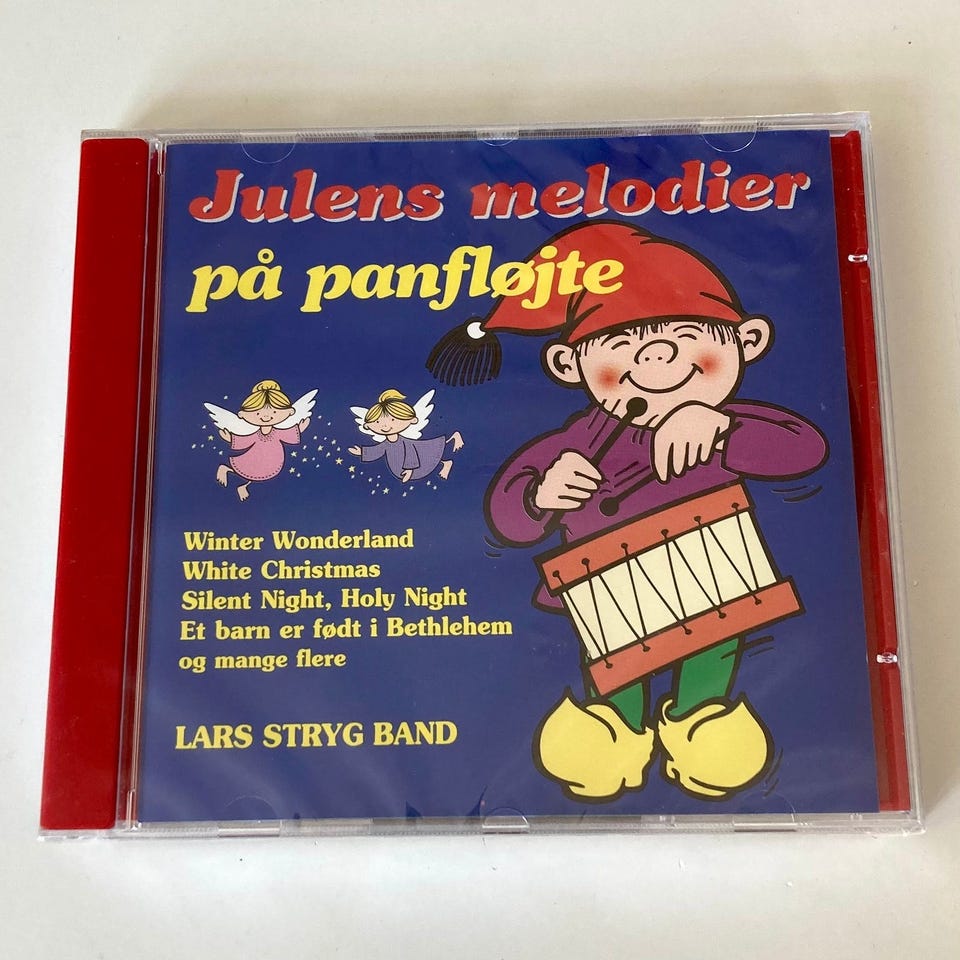 Julens melodier
på panfløjte
Winter Wonderland
White Christmas
Silent Night, Holy Night
Et barn er født i Bethlehem
og mange flere
LARS STRYG BAND